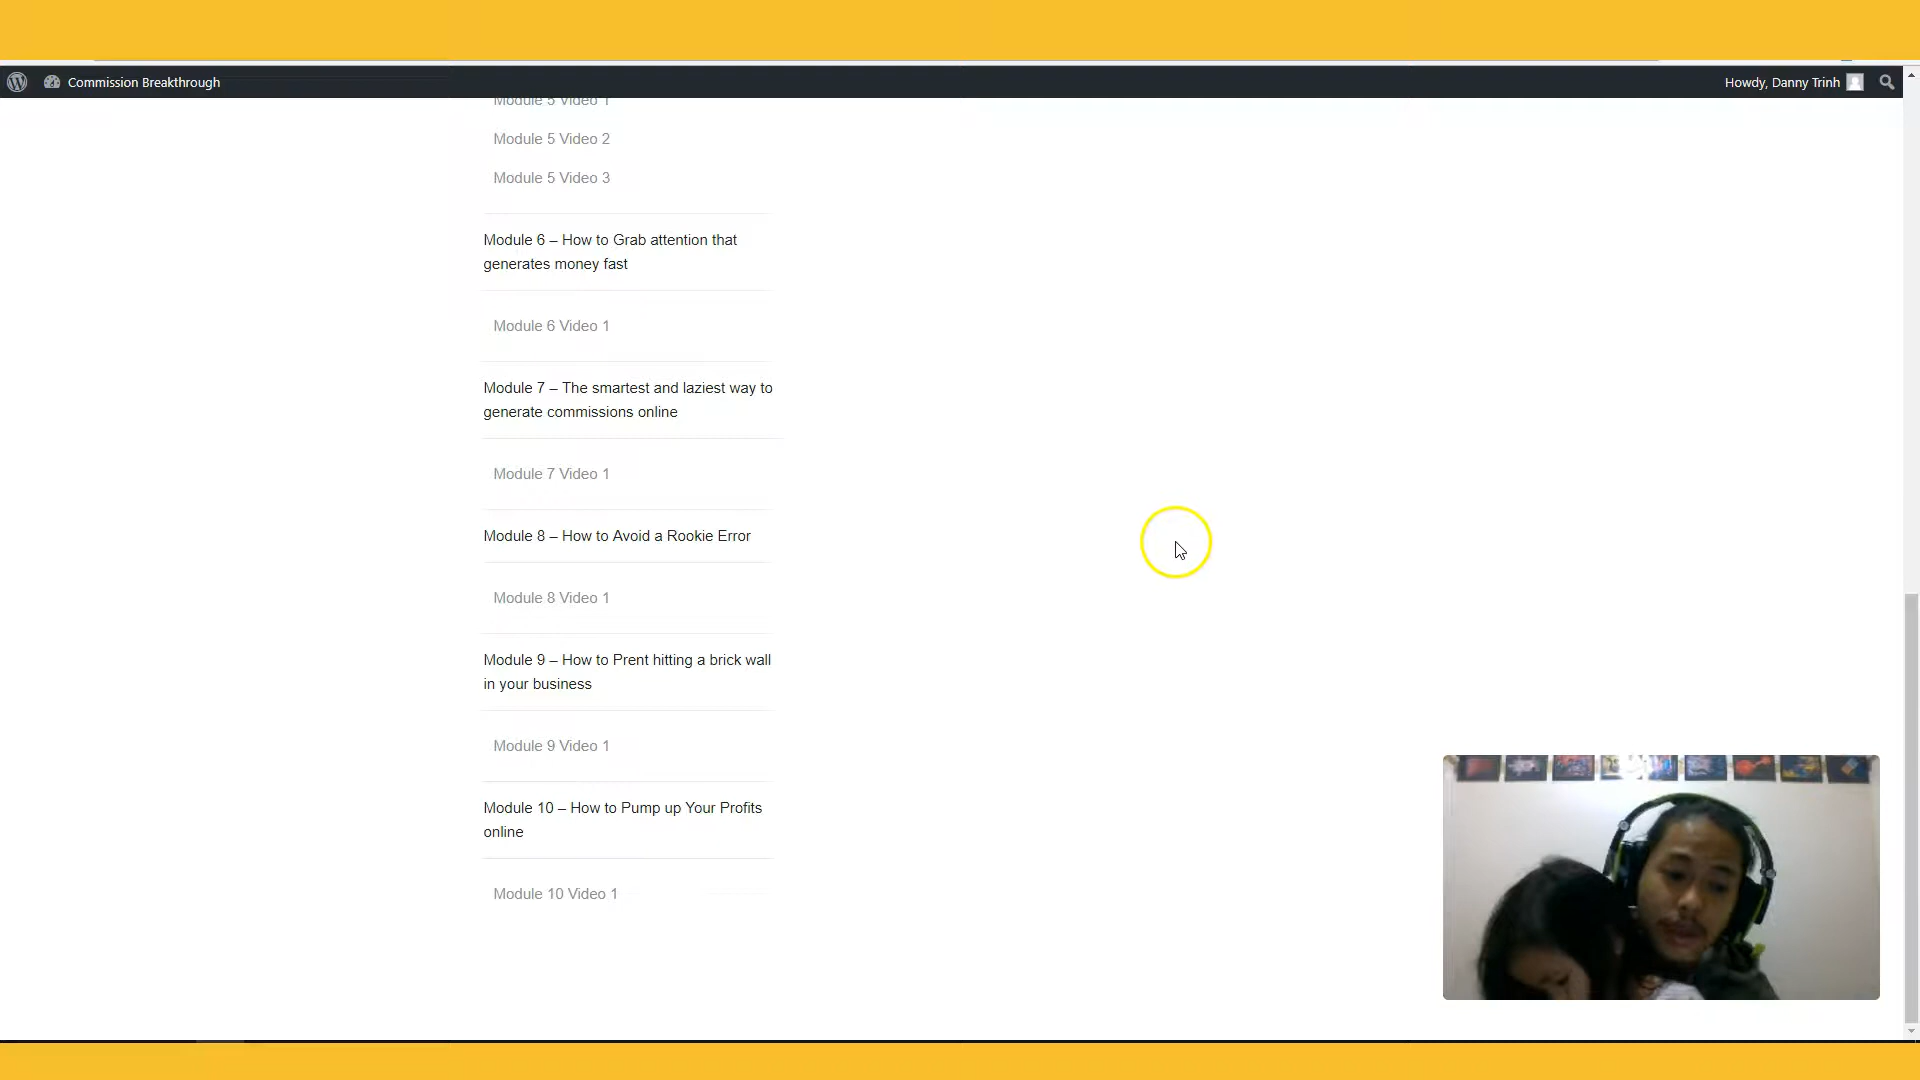 Commission Breakthrough
Howdy, Danny Trinh
Module 5 Video 1
Module 5 Video 2
Module 5 Video 3
Module 6 – How to Grab attention that
generates money fast
Module 6 Video 1
Module 7 – The smartest and laziest way to
generate commissions online
Module 7 Video 1
Module 8 – How to Avoid a Rookie Error
Module 8 Video 1
Module 9 – How to Prent hitting a brick wall
in your business
Module 9 Video 1
Module 10 – How to Pump up Your Profits
online
Module 10 Video 1